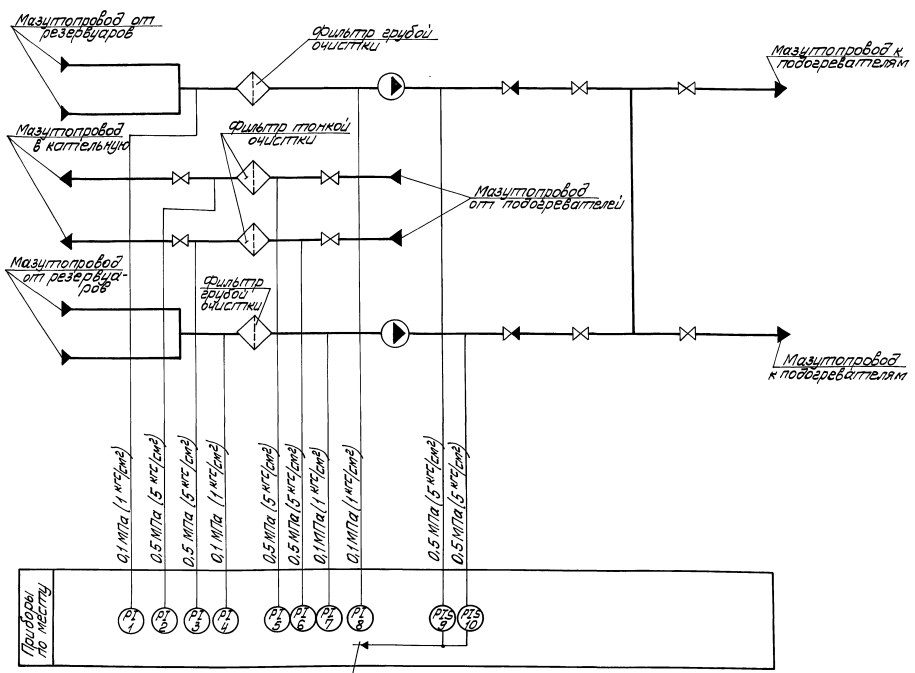 Мазутопровод от
резервуаров
Фильтр грубой
очистки
Мазутопровод к
подогревателям
Мазутопровод
в котельную
Фильтр тонкой
очистки
Мазутопровод
от подогревателей
Мазутопровод
от резервуа-
ров
Фильтр
грубой
очистки
Мазутопровод
к подогревателям
0,1 МПа (1 кгс/см²)
0.5 МПа (5 кгс/см²)
0.5 МПа (5 кгс/см²)
0.1 МПа (1 кгс/см²)
0.5 МПа (5 кгс/см²)
0.5 МПа (5 кгс/см²)
0.1 МПа (1 кгс/см²)
0.1 МПа (1 кгс/см²)
0.5 МПа (5 кгс/см²)
0.5 МПа (5 кгс/см²)
Приборы
по месту
PI
1
PI
2
PI
3
PI
4
PI
5
PI
6
PI
7
PI
8
PIS
9
PIS
10